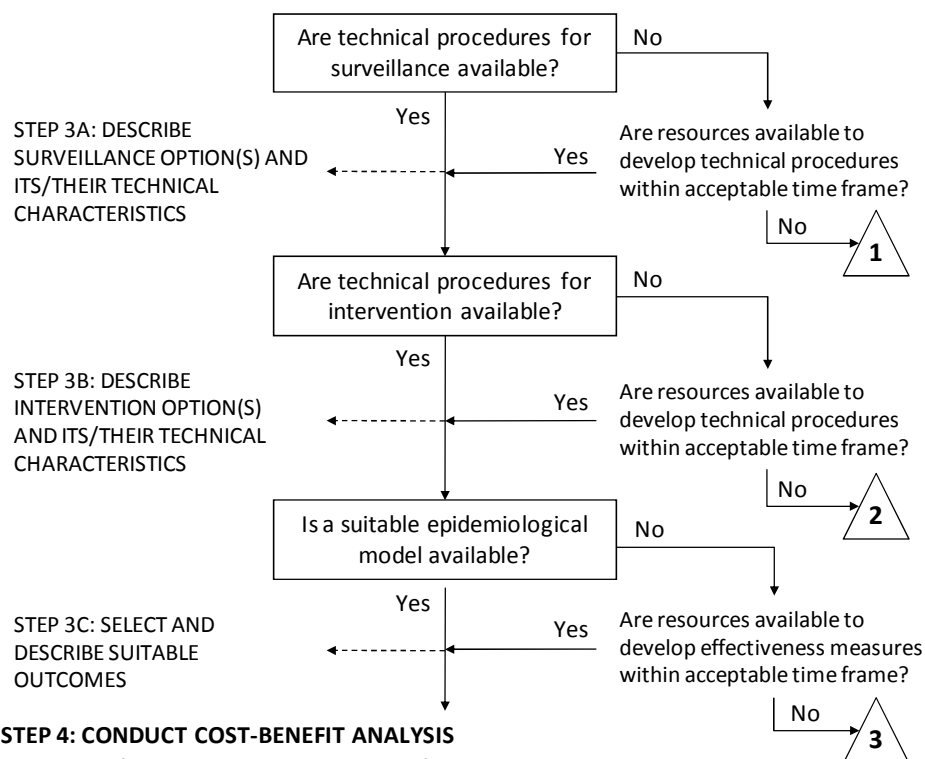 Are technical procedures for
surveillance available?
No
Yes
STEP 3A: DESCRIBE
SURVEILLANCE OPTION(S) AND
ITS/THEIR TECHNICAL
CHARACTERISTICS
Yes
Are resources available to
develop technical procedures
within acceptable time frame?
No
1
Are technical procedures for
intervention available?
No
Yes
STEP 3B: DESCRIBE
INTERVENTION OPTION(S)
AND ITS/THEIR TECHNICAL
CHARACTERISTICS
Yes
Are resources available to
develop technical procedures
within acceptable time frame?
No
2
Is a suitable epidemiological
model available?
No
Yes
STEP 3C: SELECT AND
DESCRIBE SUITABLE
OUTCOMES
Yes
Are resources available to
develop effectiveness measures
within acceptable time frame?
No
3
STEP 4: CONDUCT COST-BENEFIT ANALYSIS